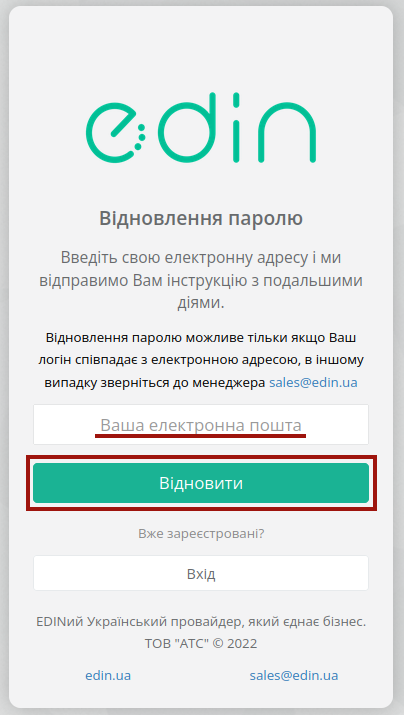 edin
Відновлення паролю
Введіть свою електронну адресу і ми
відправимо Вам інструкцію з подальшими
діями.
Відновлення паролю можливе тільки якщо Ваш
логін співпадає з електронною адресою, в іншому
випадку зверніться до менеджера sales@edin.ua
Ваша електронна пошта
Відновити
Вже зареєстровані?
Вхід
EDINий Український провайдер, який єднає бізнес.
ТОВ "АТС" © 2022
edin.ua sales@edin.ua